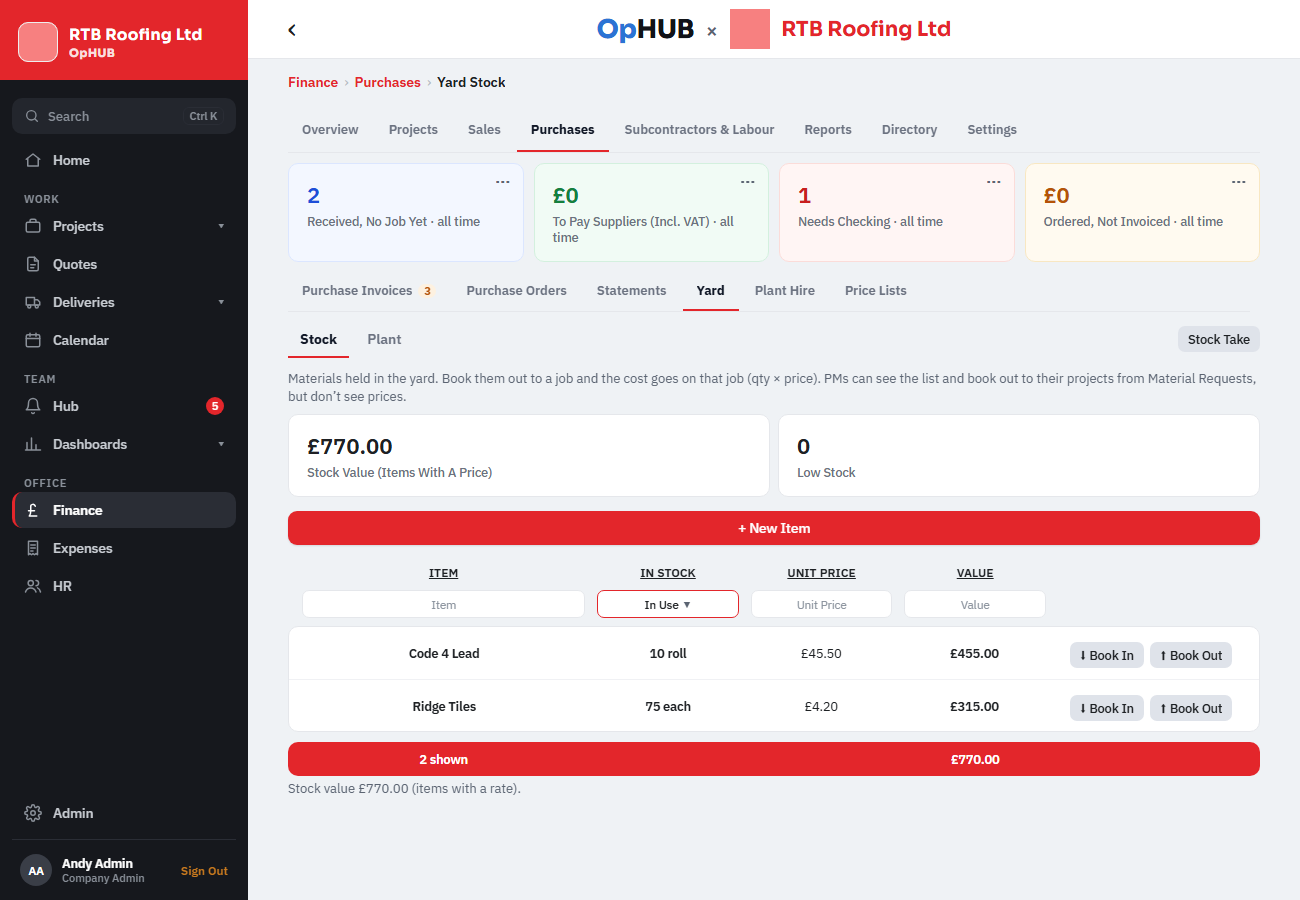 RTB Roofing Ltd
OpHUB
Search
Ctrl K
Home
WORK
Projects
Quotes
Deliveries
Calendar
TEAM
Hub
5
Dashboards
OFFICE
Finance
Expenses
HR
Admin
AA
Andy Admin
Company Admin
Sign Out
OpHUB × RTB Roofing Ltd
Finance › Purchases › Yard Stock
Overview Projects Sales Purchases Subcontractors & Labour Reports Directory Settings
2
Received, No Job Yet · all time
£0
To Pay Suppliers (Incl. VAT) · all
time
1
Needs Checking · all time
£0
Ordered, Not Invoiced · all time
Purchase Invoices 3 Purchase Orders Statements Yard Plant Hire Price Lists
Stock Plant
Stock Take
Materials held in the yard. Book them out to a job and the cost goes on that job (qty × price). PMs can see the list and book out to their projects from Material Requests,
but don’t see prices.
£770.00
Stock Value (Items With A Price)
0
Low Stock
+ New Item
ITEM IN STOCK UNIT PRICE VALUE
Item In Use ▼ Unit Price Value
Code 4 Lead 10 roll £45.50 £455.00 ⬇ Book In ⬆ Book Out
Ridge Tiles 75 each £4.20 £315.00 ⬇ Book In ⬆ Book Out
2 shown £770.00
Stock value £770.00 (items with a rate).